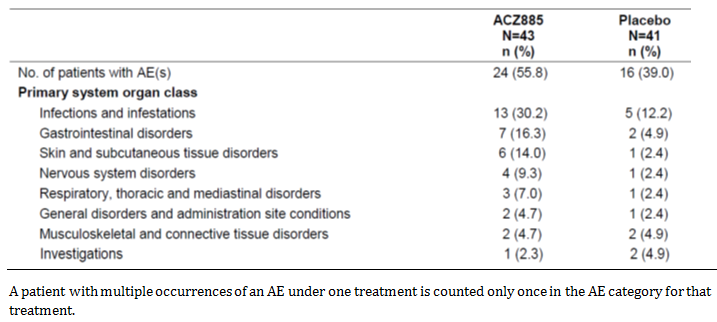 ACZ885 Placebo
N=43 N=41
n (%) n (%)
No. of patients with AE(s) 24 (55.8) 16 (39.0)
Primary system organ class
Infections and infestations 13 (30.2) 5 (12.2)
Gastrointestinal disorders 7 (16.3) 2 (4.9)
Skin and subcutaneous tissue disorders 6 (14.0) 1 (2.4)
Nervous system disorders 4 (9.3) 1 (2.4)
Respiratory, thoracic and mediastinal disorders 3 (7.0) 1 (2.4)
General disorders and administration site conditions 2 (4.7) 1 (2.4)
Musculoskeletal and connective tissue disorders 2 (4.7) 2 (4.9)
Investigations 1 (2.3) 2 (4.9)
A patient with multiple occurrences of an AE under one treatment is counted only once in the AE category for that
treatment.